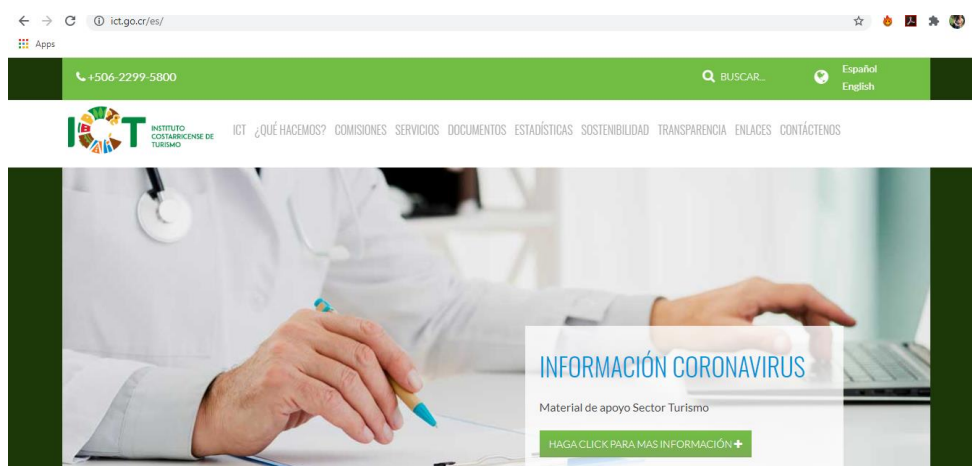 ict.go.cr/es/
Apps
+506-2299-5800
BUSCAR...
Español
English
ICT
INSTITUTO
COSTARRICENSE DE
TURISMO
ICT ¿QUÉ HACEMOS? COMISIONES SERVICIOS DOCUMENTOS ESTADÍSTICAS SOSTENIBILIDAD TRANSPARENCIA ENLACES CONTÁCTENOS
INFORMACIÓN CORONAVIRUS
Material de apoyo Sector Turismo
HAGA CLICK PARA MAS INFORMACIÓN